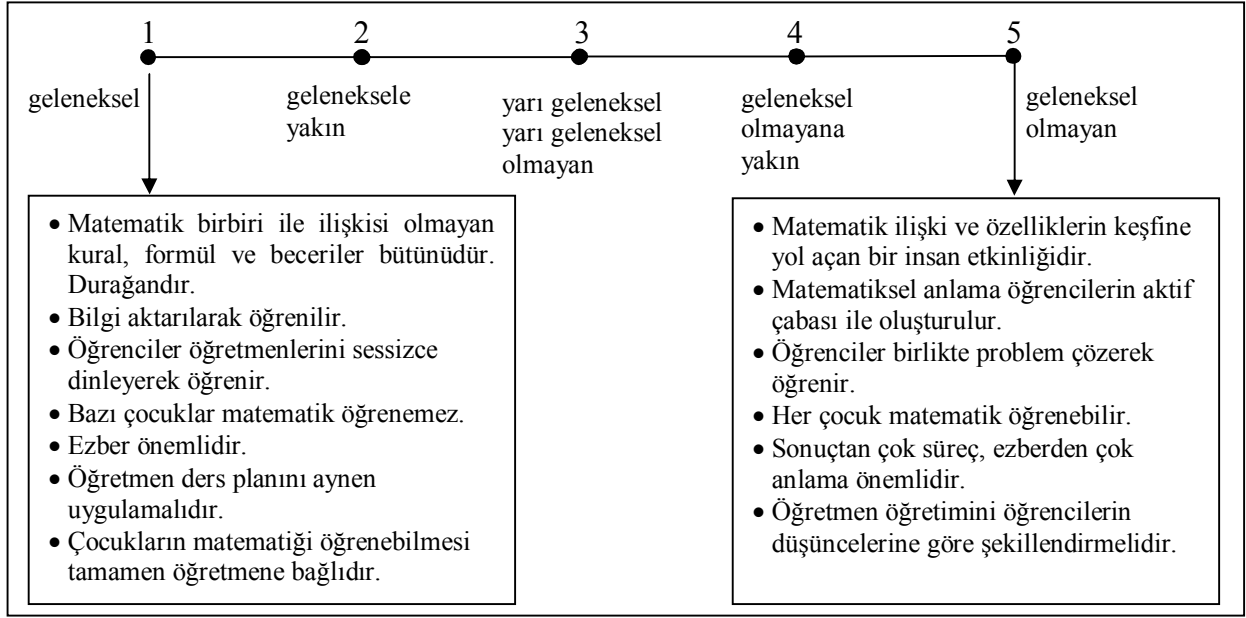 1 2 3 4 5
geleneksel
geleneksele
yakın
yarı geleneksel
yarı geleneksel
olmayan
geleneksel
olmayana
yakın
geleneksel
olmayan
• Matematik birbiri ile ilişkisi olmayan
kural, formül ve beceriler bütünüdür.
Durağandır.
• Bilgi aktarılarak öğrenilir.
• Öğrenciler öğretmenlerini sessizce
dinleyerek öğrenir.
• Bazı çocuklar matematik öğrenemez.
• Ezber önemlidir.
• Öğretmen ders planını aynen
uygulamalıdır.
• Çocukların matematiği öğrenebilmesi
tamamen öğretmene bağlıdır.
• Matematik ilişki ve özelliklerin keşfine
yol açan bir insan etkinliğidir.
• Matematiksel anlama öğrencilerin aktif
çabası ile oluşturulur.
• Öğrenciler birlikte problem çözerek
öğrenir.
• Her çocuk matematik öğrenebilir.
• Sonuçtan çok süreç, ezberden çok
anlama önemlidir.
• Öğretmen öğretimini öğrencilerin
düşüncelerine göre şekillendirmelidir.